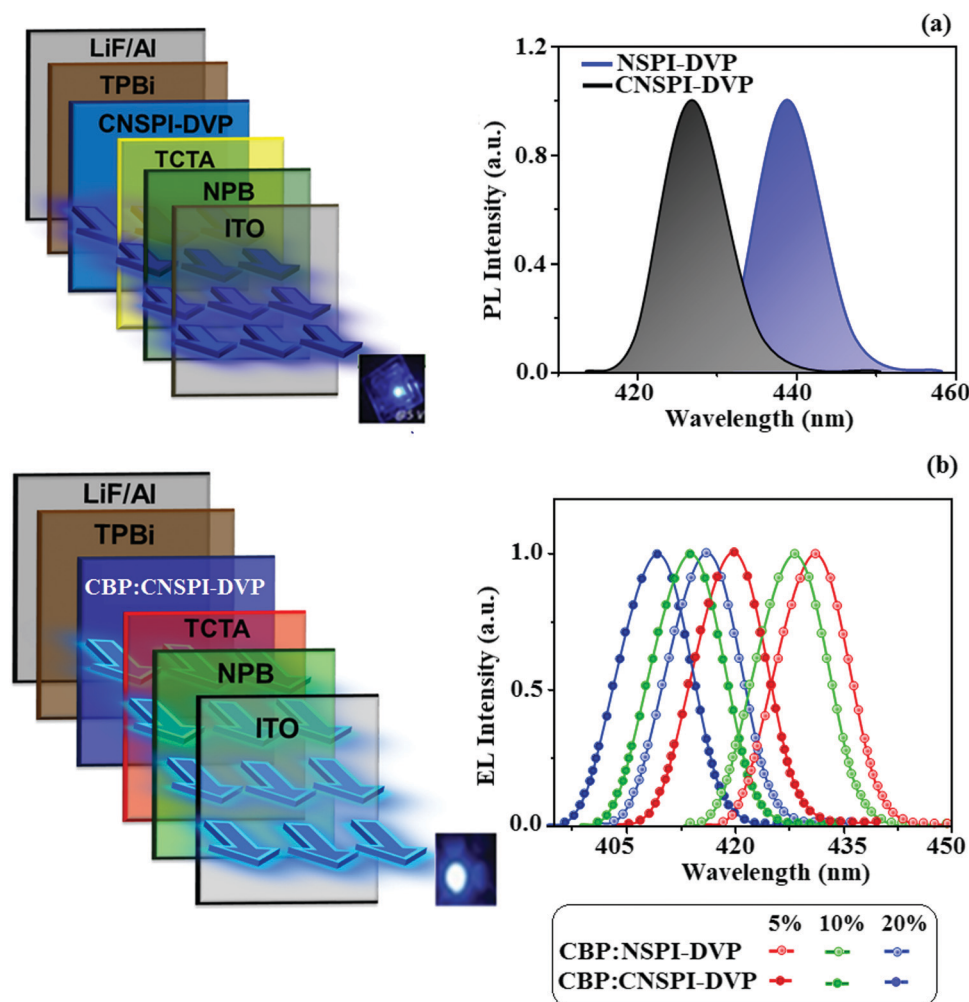 (a)
LiF/Al
TPBi
CNSPI-DVP
TCTA
NPB
ITO
NSPI-DVP
CNSPI-DVP
PL Intensity (a.u.)
1.2
0.8
0.4
0.0
420
440
460
Wavelength (nm)
(b)
LiF/Al
TPBi
CBP:CNSPI-DVP
TCTA
NPB
ITO
EL Intensity (a.u.)
1.0
0.5
0.0
405
420
435
450
Wavelength (nm)
5% 10% 20%
CBP:NSPI-DVP
CBP:CNSPI-DVP